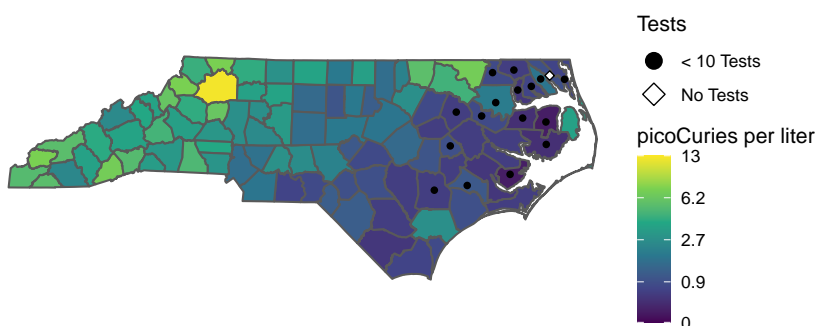 Tests
< 10 Tests
No Tests
picoCuries per liter
13
6.2
2.7
0.9
0